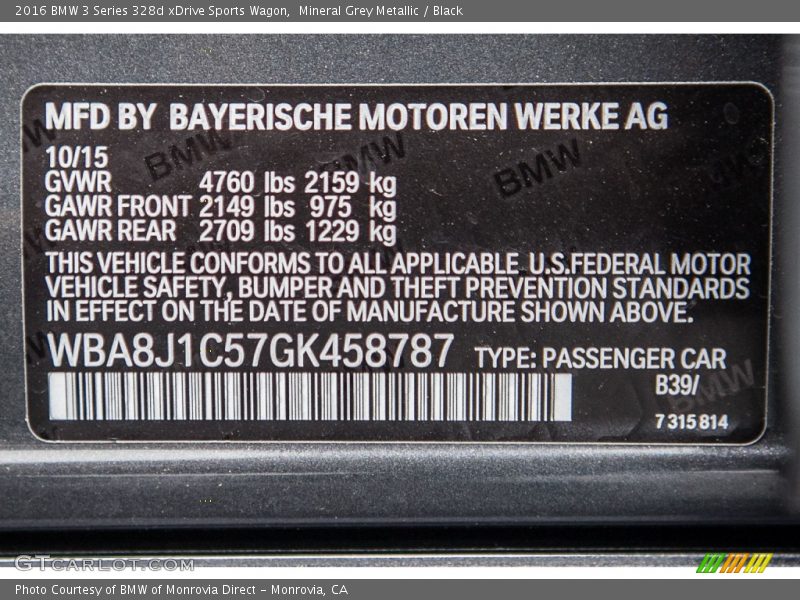 2016 BMW 3 Series 328d xDrive Sports Wagon,  Mineral Grey Metallic / Black
MFD BY BAYERISCHE MOTOREN WERKE AG
10/15
GVWR 4760 lbs 2159 kg
GAWR FRONT 2149 lbs 975 kg
GAWR REAR 2709 lbs 1229 kg
THIS VEHICLE CONFORMS TO ALL APPLICABLE U.S.FEDERAL MOTOR
VEHICLE SAFETY, BUMPER AND THEFT PREVENTION STANDARDS
IN EFFECT ON THE DATE OF MANUFACTURE SHOWN ABOVE.
WBA8J1C57GK458787 TYPE: PASSENGER CAR
B39/
7 315 814
BMW
BMW
BMW
BMW
GTCARLOT.COM
Photo Courtesy of BMW of Monrovia Direct - Monrovia, CA